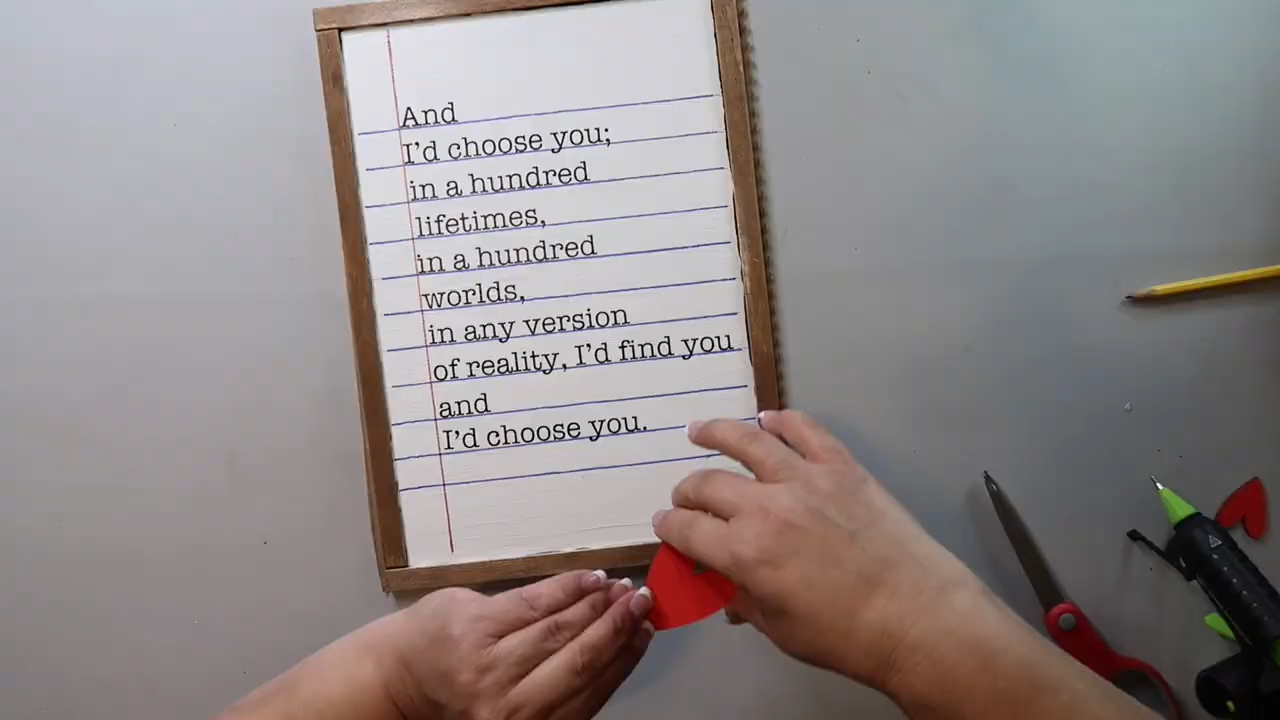 And
I'd choose you;
in a hundred
lifetimes,
in a hundred
worlds,
in any version
of reality, I'd find you
and
I'd choose you.